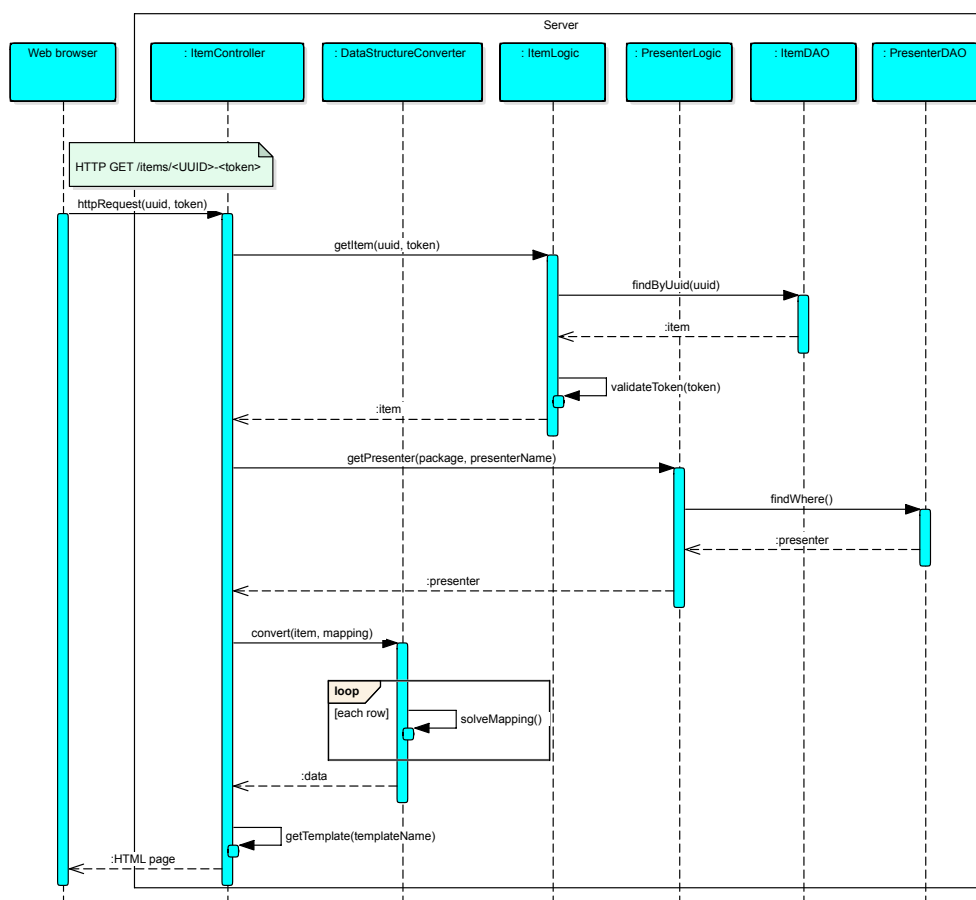 Server
Web browser
: ItemController
: DataStructureConverter
: ItemLogic
: PresenterLogic
: ItemDAO
: PresenterDAO
HTTP GET /items/<UUID>-<token>
httpRequest(uuid, token)
getItem(uuid, token)
findByUuid(uuid)
:item
validateToken(token)
:item
getPresenter(package, presenterName)
findWhere()
:presenter
:presenter
convert(item, mapping)
loop
[each row]
solveMapping()
:data
getTemplate(templateName)
:HTML page